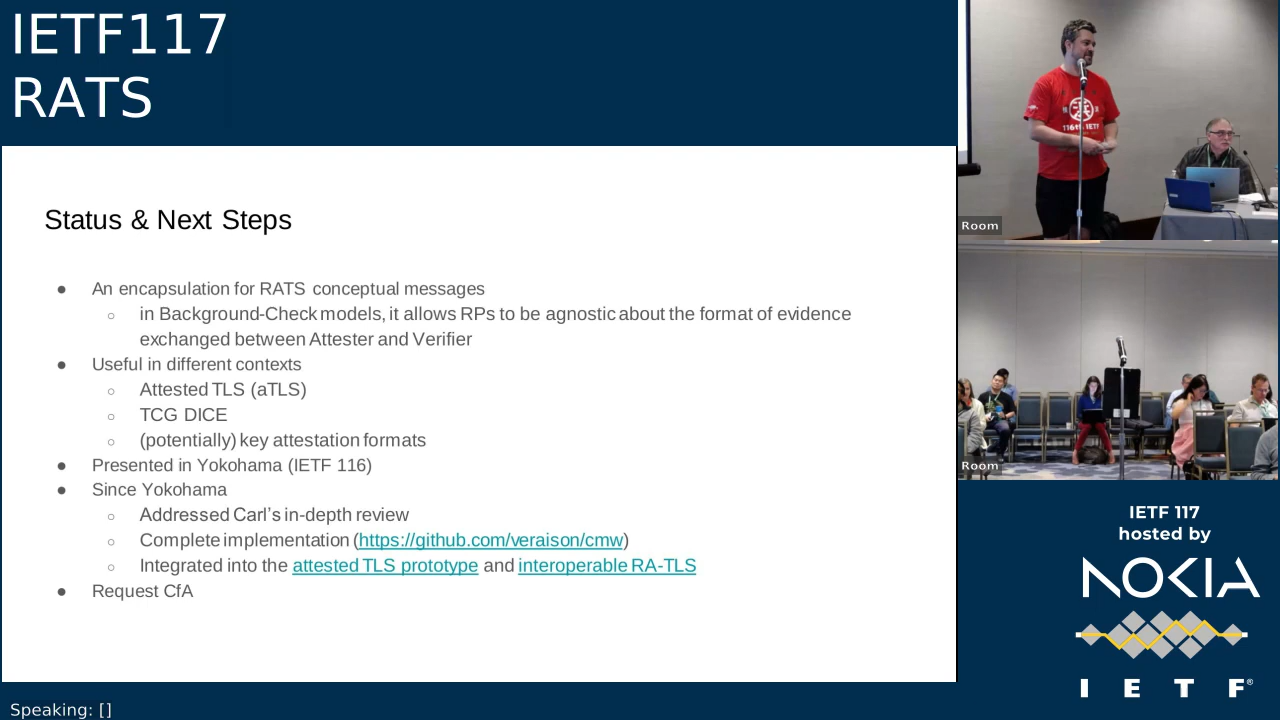 IETF117
RATS
Status & Next Steps
● An encapsulation for RATS conceptual messages
○ in Background-Check models, it allows RPs to be agnostic about the format of evidence
exchanged between Attester and Verifier
● Useful in different contexts
○ Attested TLS (aTLS)
○ TCG DICE
○ (potentially) key attestation formats
● Presented in Yokohama (IETF 116)
● Since Yokohama
○ Addressed Carl's in-depth review
○ Complete implementation (https://github.com/veraison/cmw)
○ Integrated into the attested TLS prototype and interoperable RA-TLS
● Request CfA
Speaking: []
116th IETF
Room
Room
IETF 117
hosted by
NOKIA
I E T F®